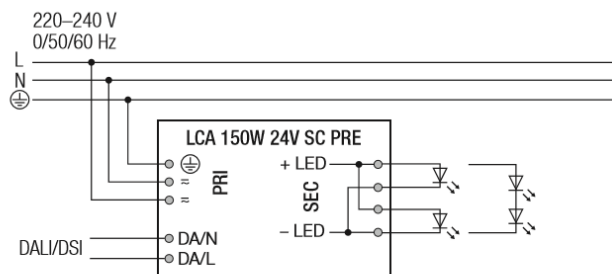 220–240 V
0/50/60 Hz
L
N
LCA 150W 24V SC PRE
PRI
≂
≂
+ LED
SEC
– LED
DALI/DSI
DA/N
DA/L